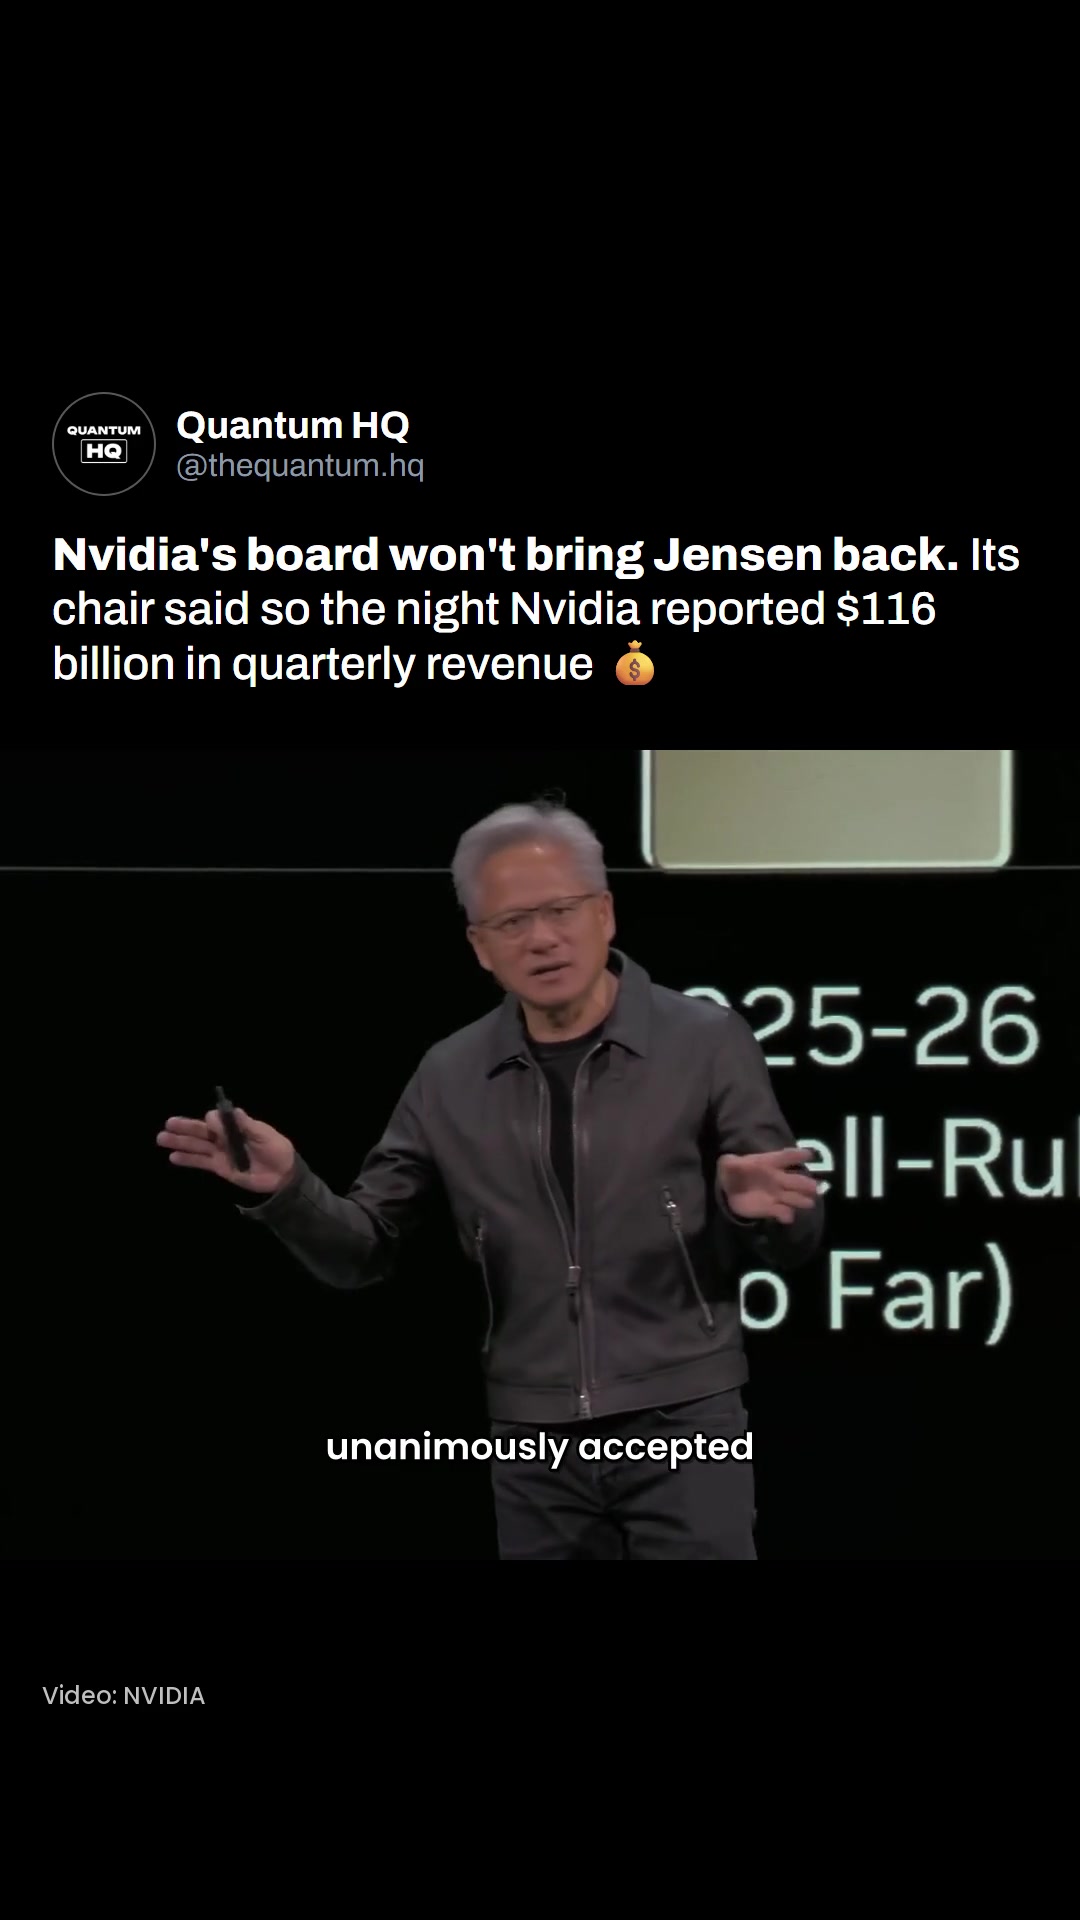 QUANTUM
HQ
Quantum HQ
@thequantum.hq
Nvidia's board won't bring Jensen back. Its
chair said so the night Nvidia reported $116
billion in quarterly revenue 💰
25-26
ell-Ru
o Far)
unanimously accepted
Video: NVIDIA